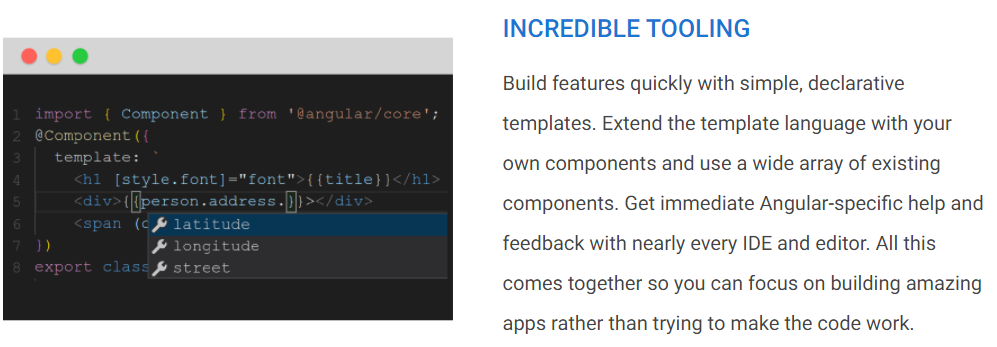 1 import { Component } from '@angular/core';
2 @Component({
3 template: `
4 <h1 [style.font]="font">{{title}}</h1>
5 <div>{{person.address.}}></div>
6 <span (c
latitude
7 })
longitude
8 export class
street
INCREDIBLE TOOLING
Build features quickly with simple, declarative
templates. Extend the template language with your
own components and use a wide array of existing
components. Get immediate Angular-specific help and
feedback with nearly every IDE and editor. All this
comes together so you can focus on building amazing
apps rather than trying to make the code work.